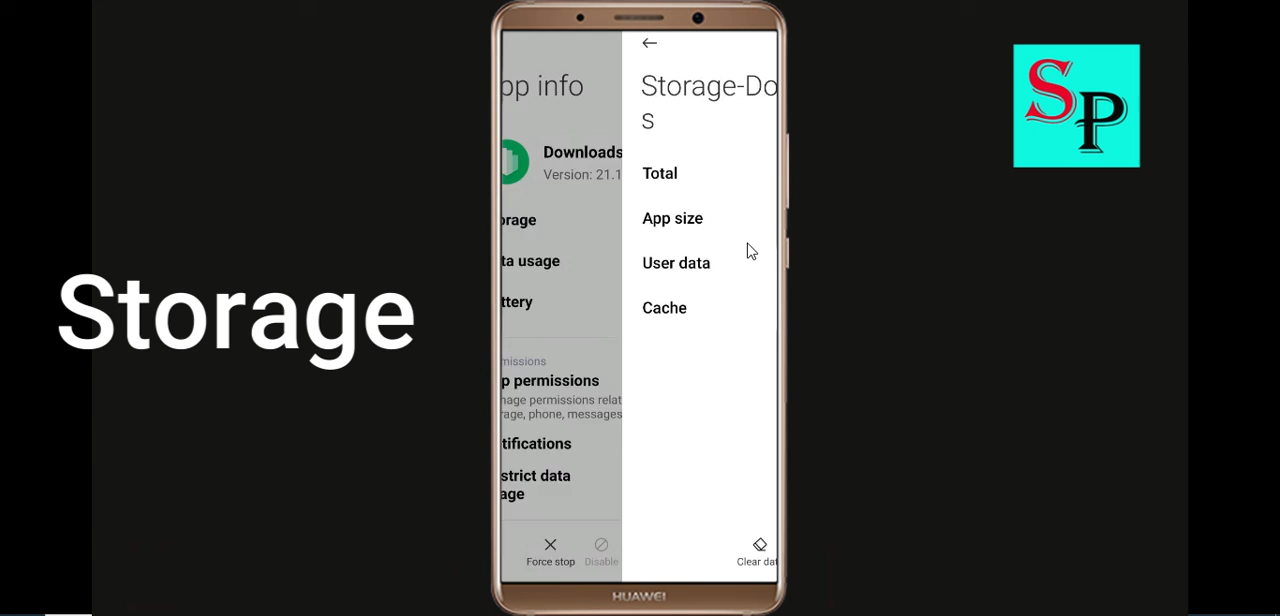 Storage
pp info
Downloads
Version: 21.1
orage
ta usage
ttery
missions
p permissions
nage permissions relat
rage, phone, messages
tifications
strict data
age
Force stop
Disable
Storage-Do
s
Total
App size
User data
Cache
Clear dat
HUAWEI
SP